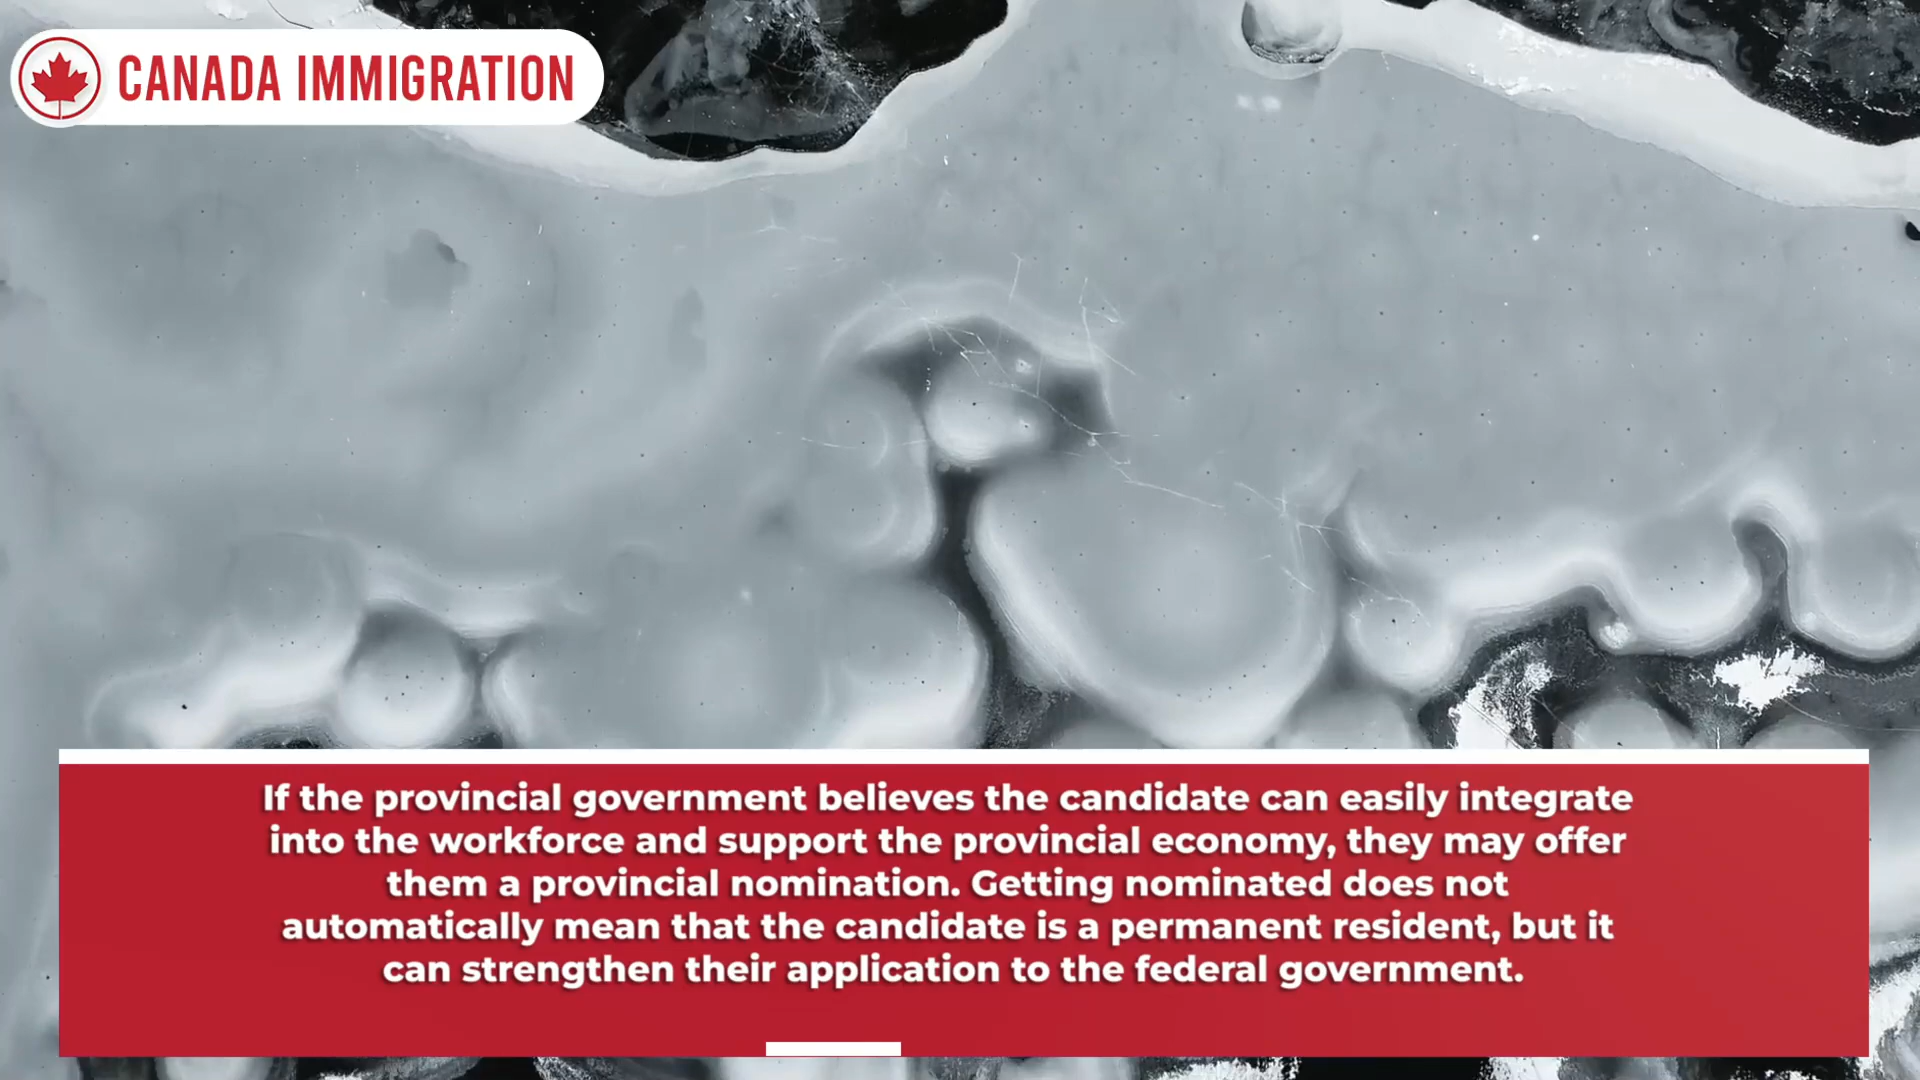 CANADA IMMIGRATION
If the provincial government believes the candidate can easily integrate
into the workforce and support the provincial economy, they may offer
them a provincial nomination. Getting nominated does not
automatically mean that the candidate is a permanent resident, but it
can strengthen their application to the federal government.